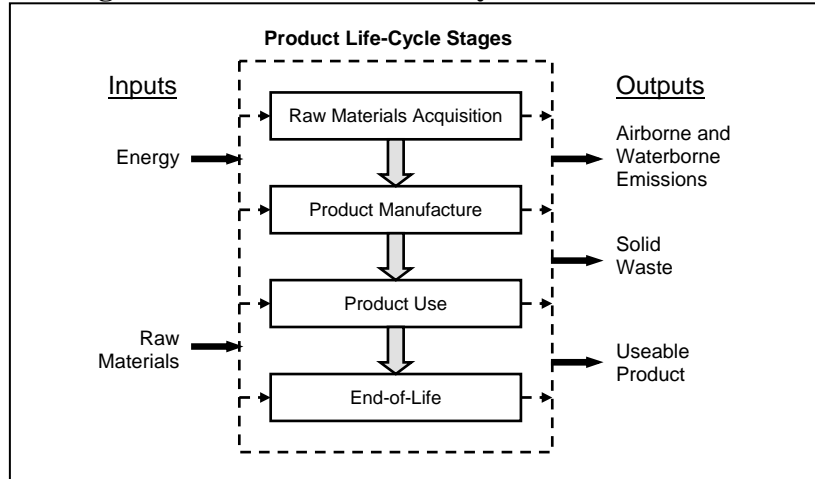 Product Life-Cycle Stages
Inputs
Outputs
Raw Materials Acquisition
Energy
Airborne and
Waterborne
Emissions
Product Manufacture
Solid
Waste
Product Use
Raw
Materials
Useable
Product
End-of-Life